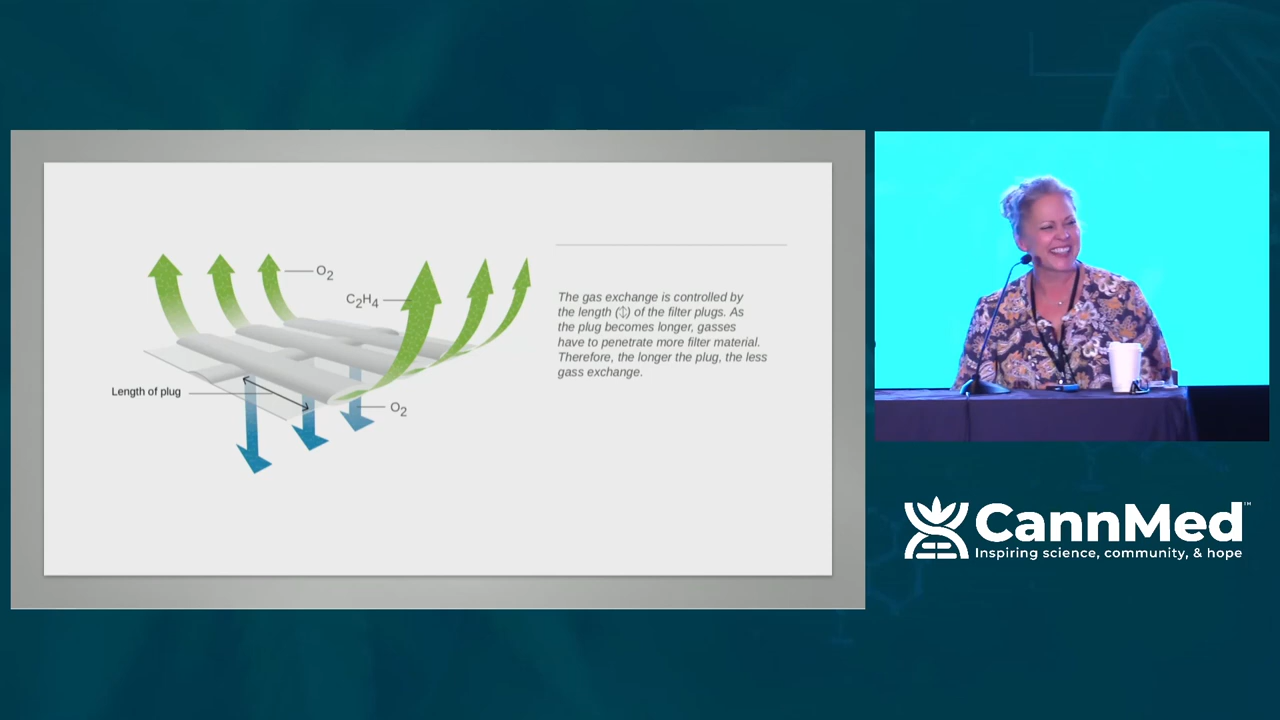 O2
C2H4
Length of plug
O2
The gas exchange is controlled by
the length (↕) of the filter plugs. As
the plug becomes longer, gasses
have to penetrate more filter material.
Therefore, the longer the plug, the less
gass exchange.
CannMed™
Inspiring science, community, & hope